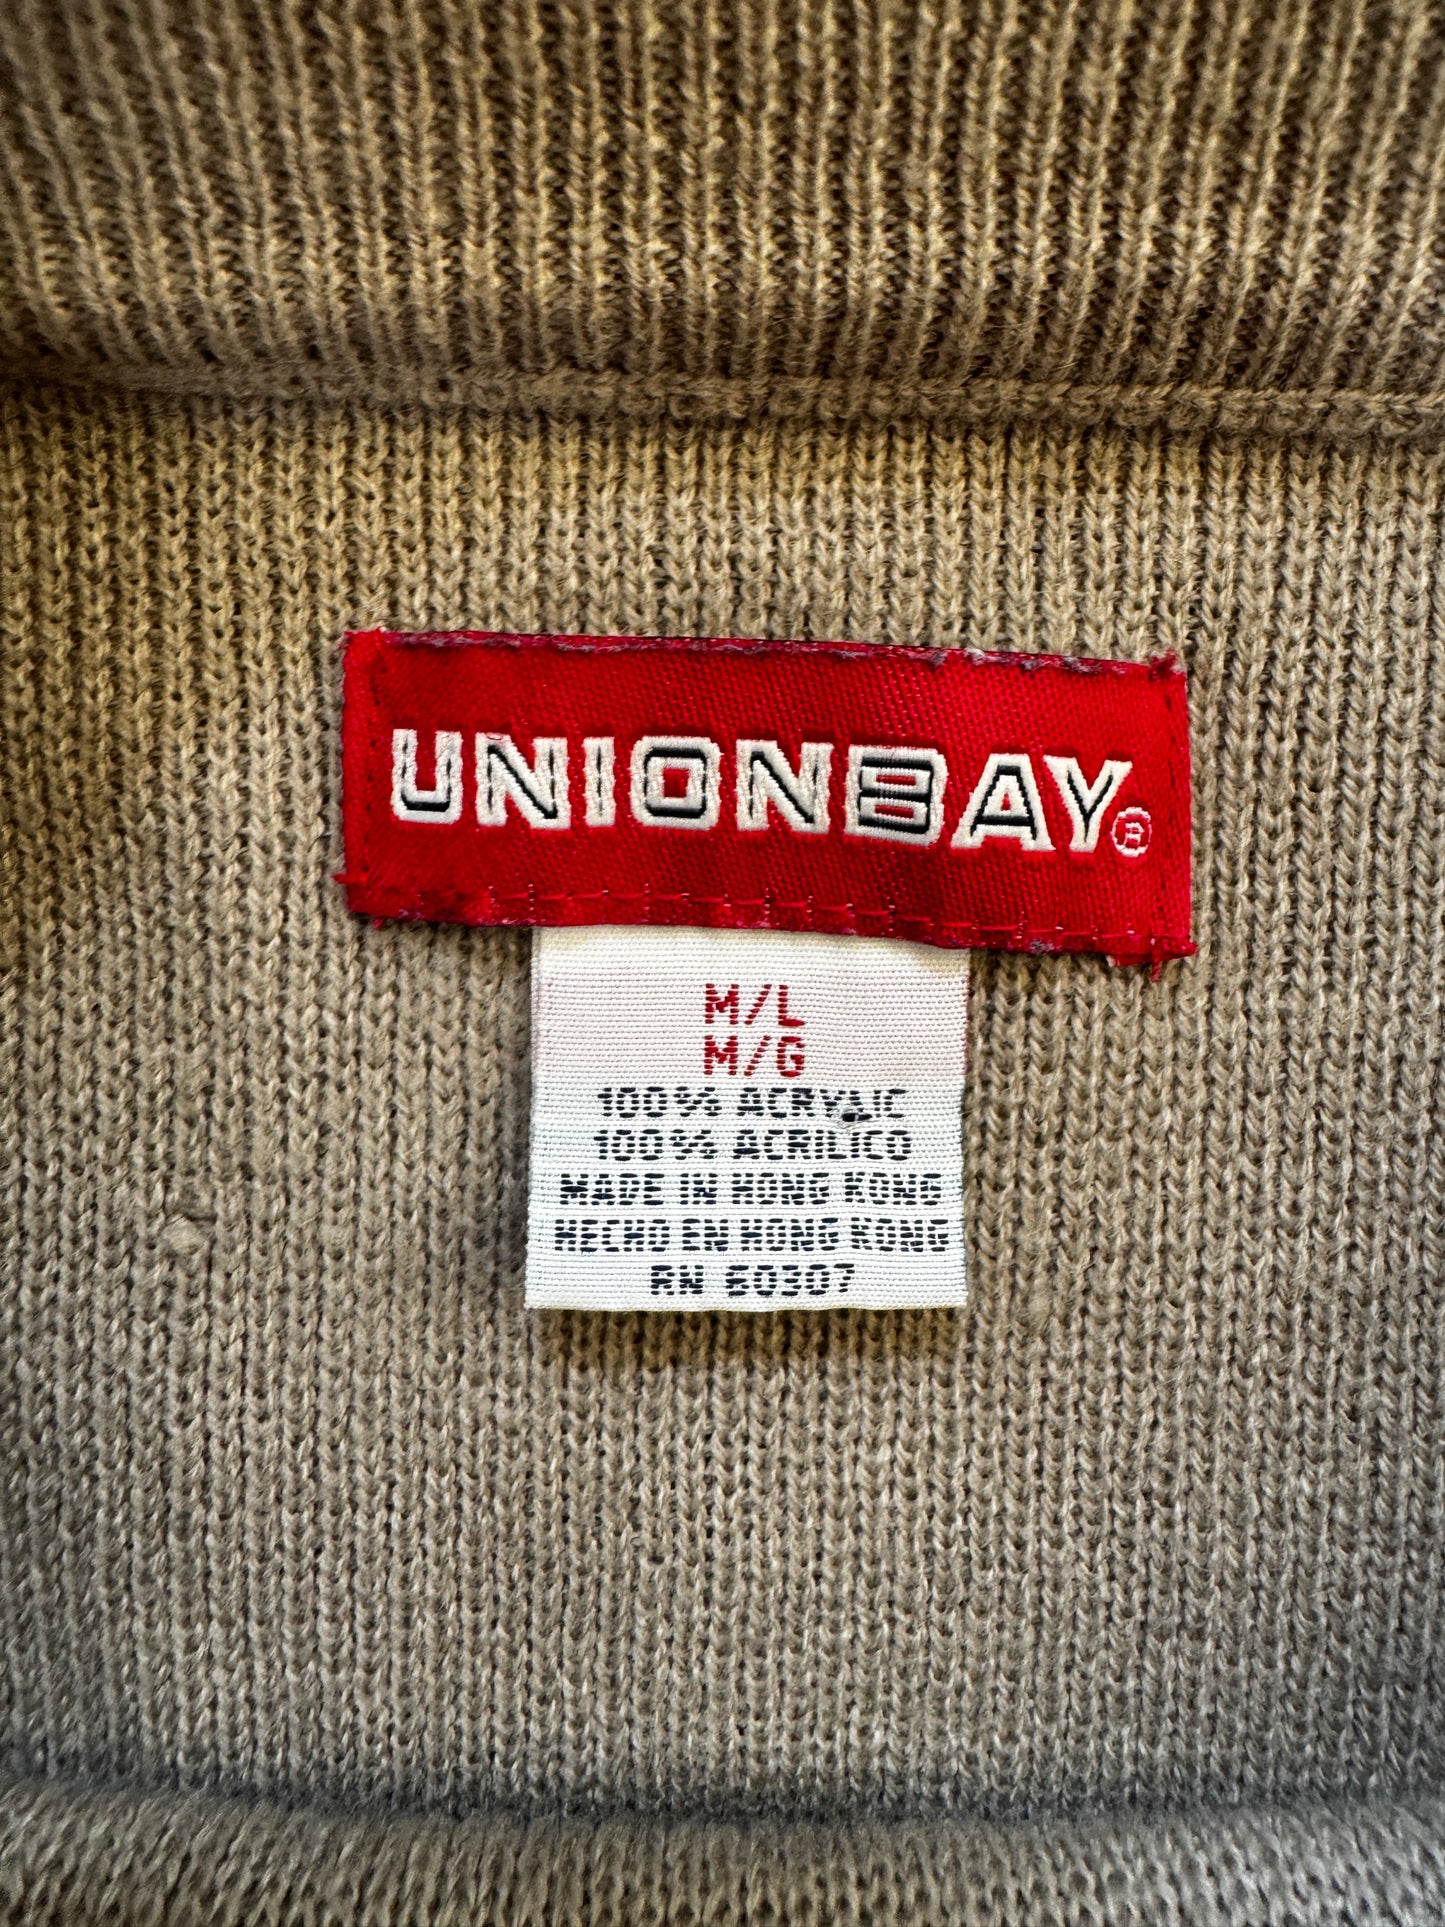 UNIONBAY®
M/L
M/G
100% ACRYLIC
100% ACRILICO
MADE IN HONG KONG
HECHO EN HONG KONG
RN 60307